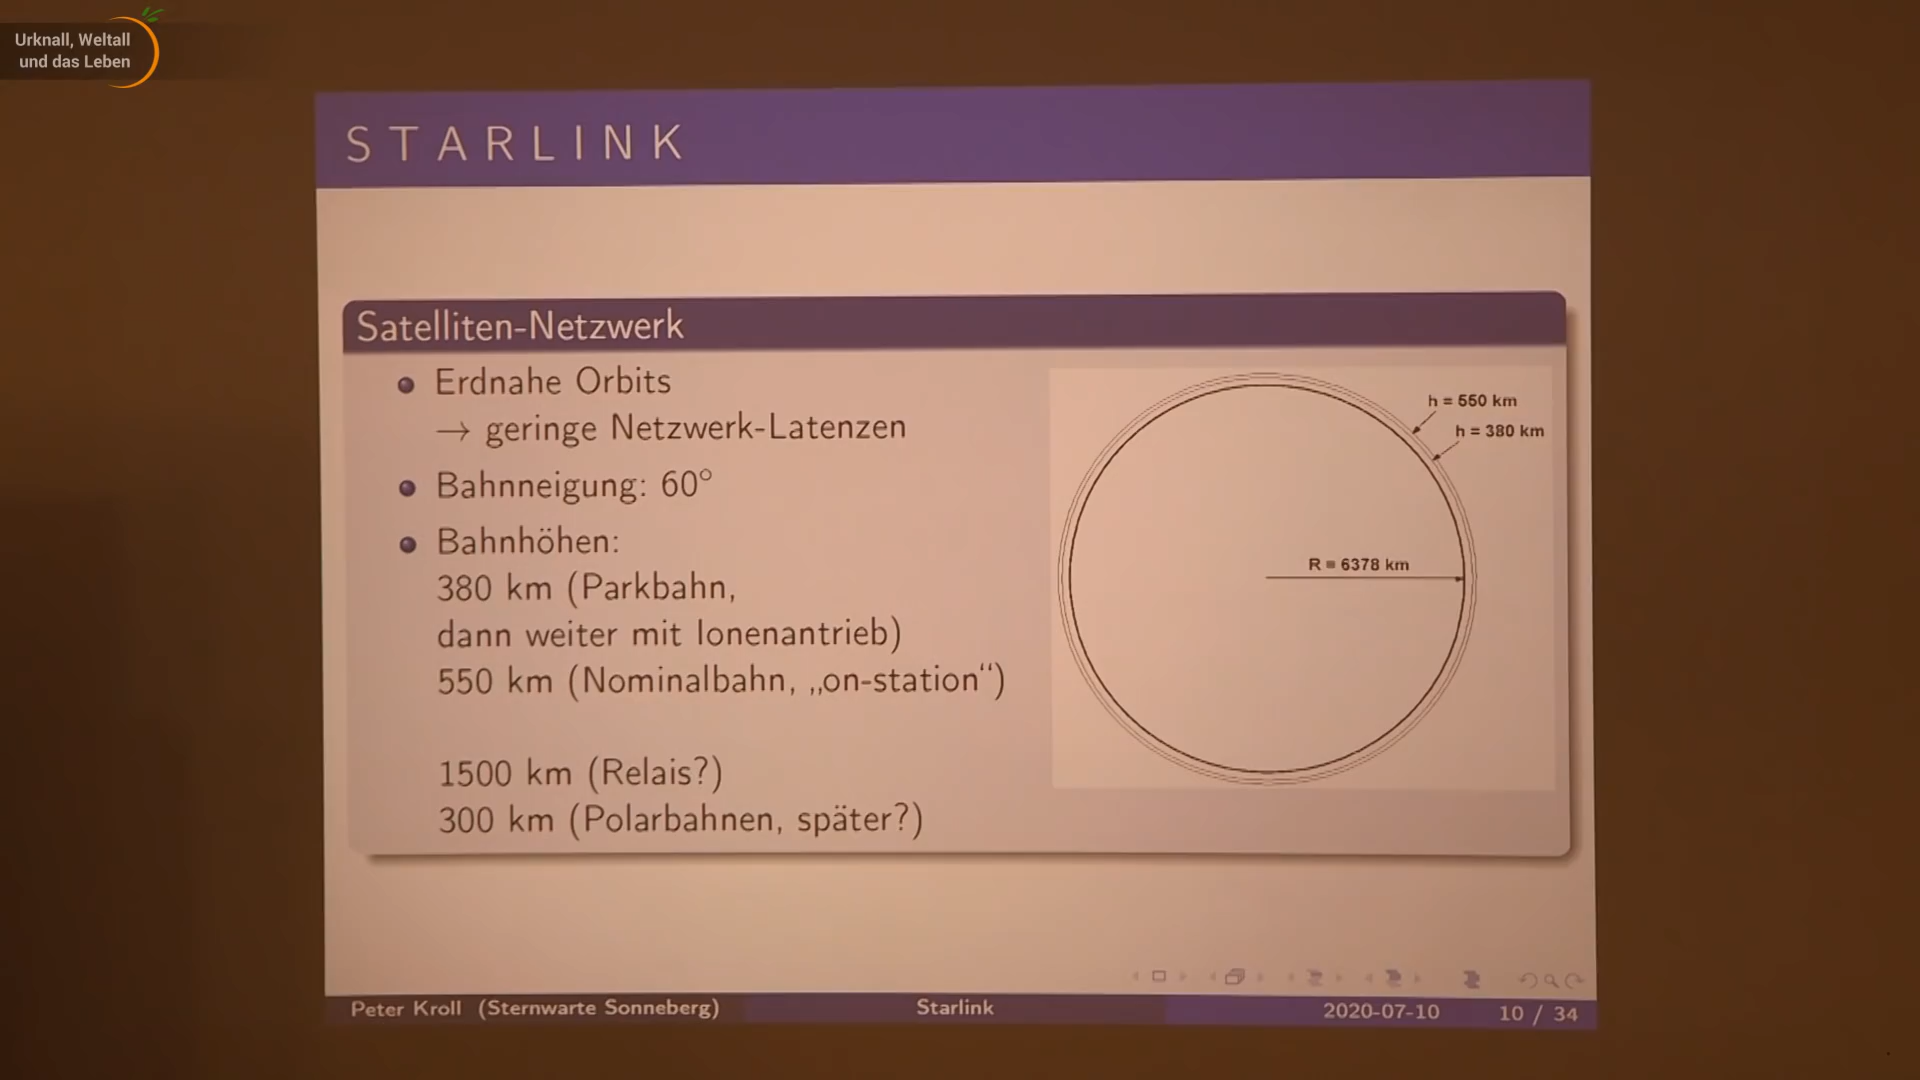 Urknall, Weltall
und das Leben
STARLINK
Satelliten-Netzwerk
Erdnahe Orbits
→ geringe Netzwerk-Latenzen
Bahnneigung: 60°
Bahnhöhen:
380 km (Parkbahn,
dann weiter mit Ionenantrieb)
550 km (Nominalbahn, „on-station“)
1500 km (Relais?)
300 km (Polarbahnen, später?)
h = 550 km
h = 380 km
R = 6378 km
Peter Kroll (Sternwarte Sonneberg)
Starlink
2020-07-10
10 / 34